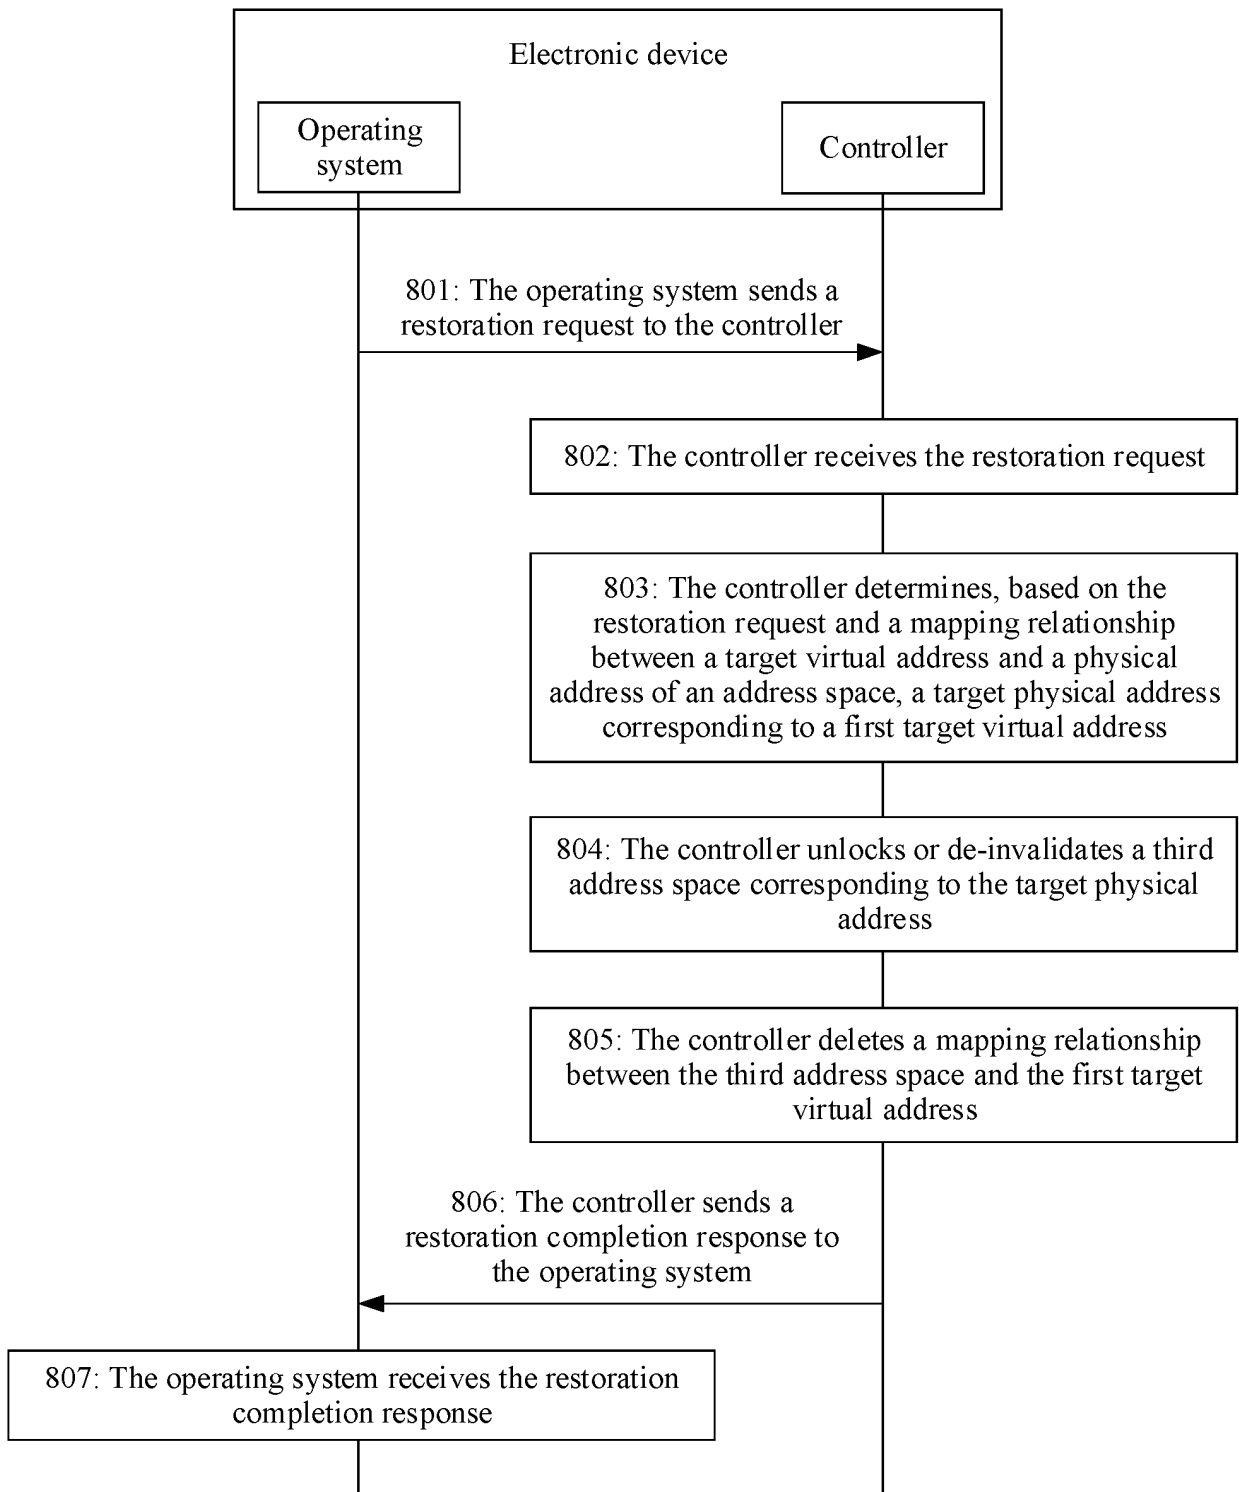 Electronic device
Operating
system
Controller
801: The operating system sends a
restoration request to the controller
802: The controller receives the restoration request
803: The controller determines, based on the
restoration request and a mapping relationship
between a target virtual address and a physical
address of an address space, a target physical address
corresponding to a first target virtual address
804: The controller unlocks or de-invalidates a third
address space corresponding to the target physical
address
805: The controller deletes a mapping relationship
between the third address space and the first target
virtual address
806: The controller sends a
restoration completion response to
the operating system
807: The operating system receives the restoration
completion response